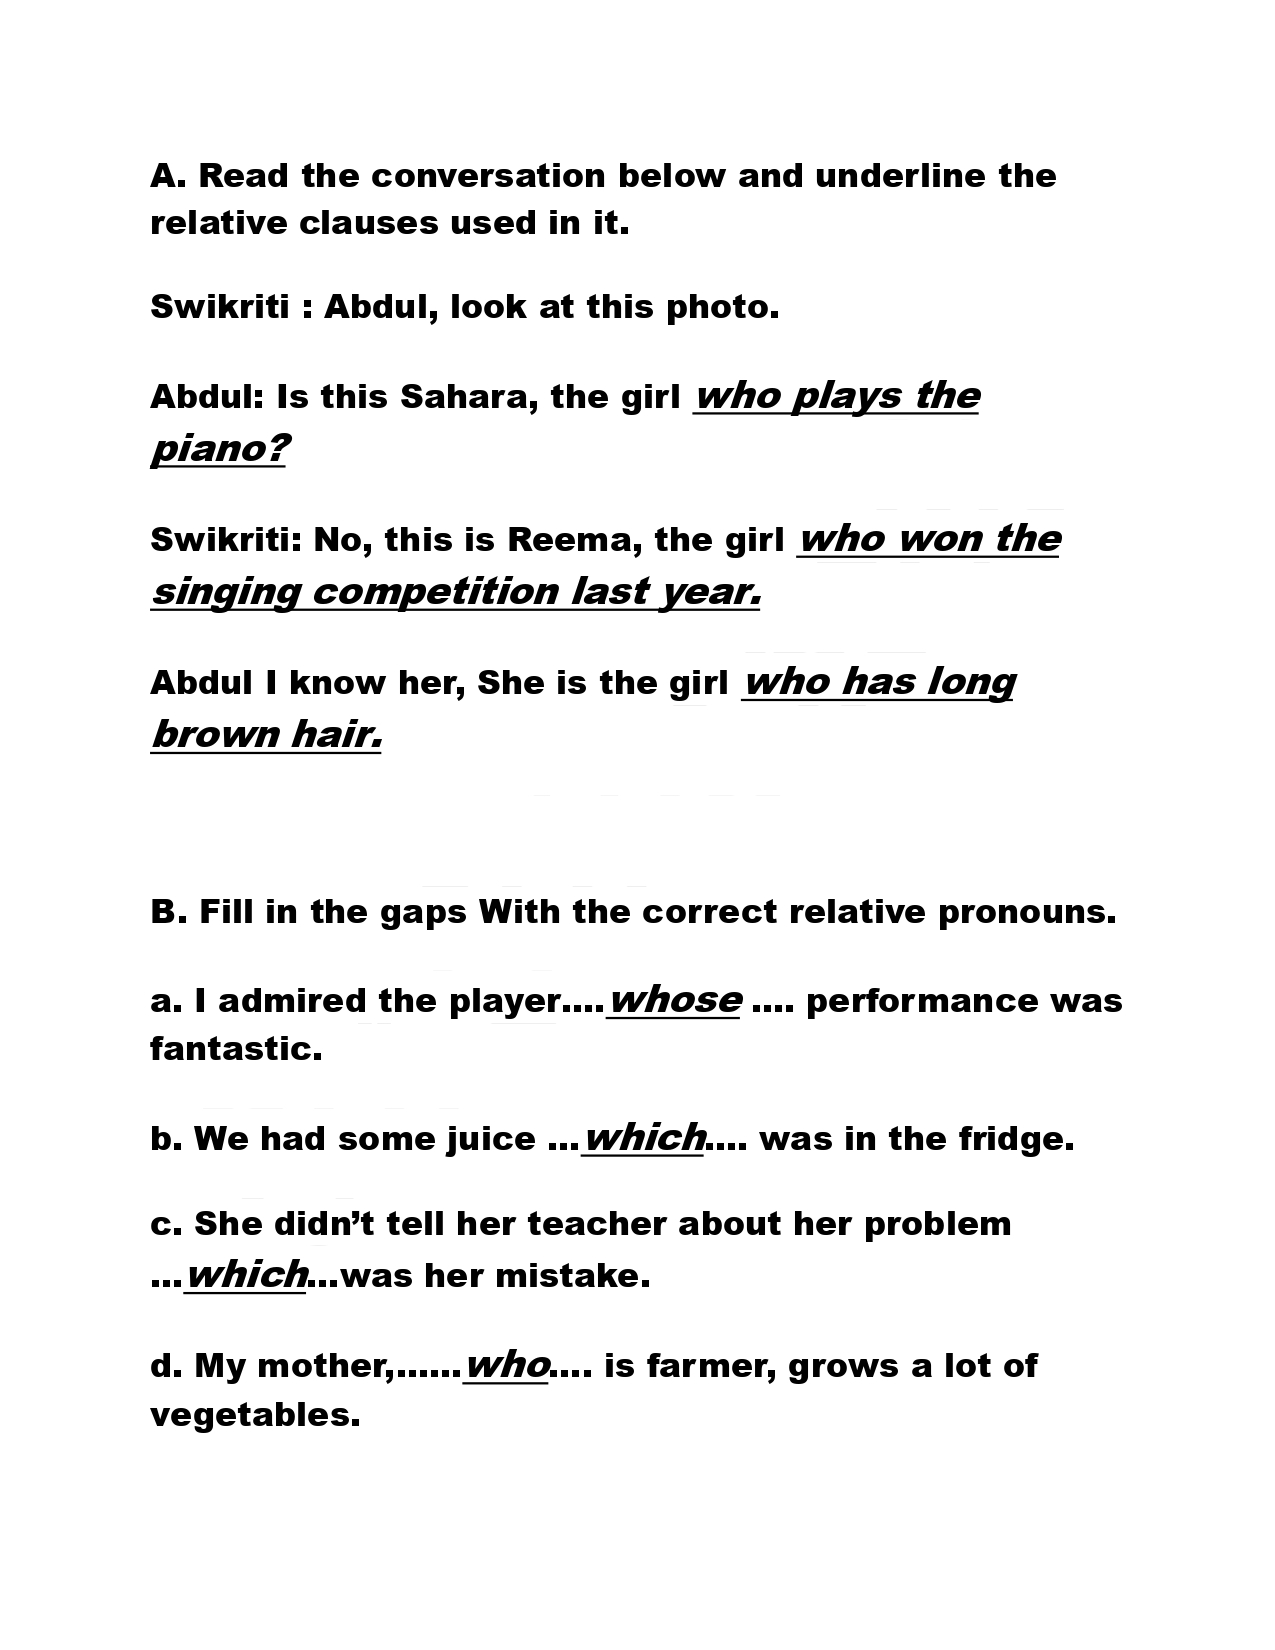 A. Read the conversation below and underline the
relative clauses used in it.
Swikriti : Abdul, look at this photo.
Abdul: Is this Sahara, the girl who plays the
piano?
Swikriti: No, this is Reema, the girl who won the
singing competition last year.
Abdul I know her, She is the girl who has long
brown hair.
B. Fill in the gaps With the correct relative pronouns.
a. I admired the player....whose .... performance was
fantastic.
b. We had some juice ...which.... was in the fridge.
c. She didn’t tell her teacher about her problem
...which...was her mistake.
d. My mother,......who.... is farmer, grows a lot of
vegetables.